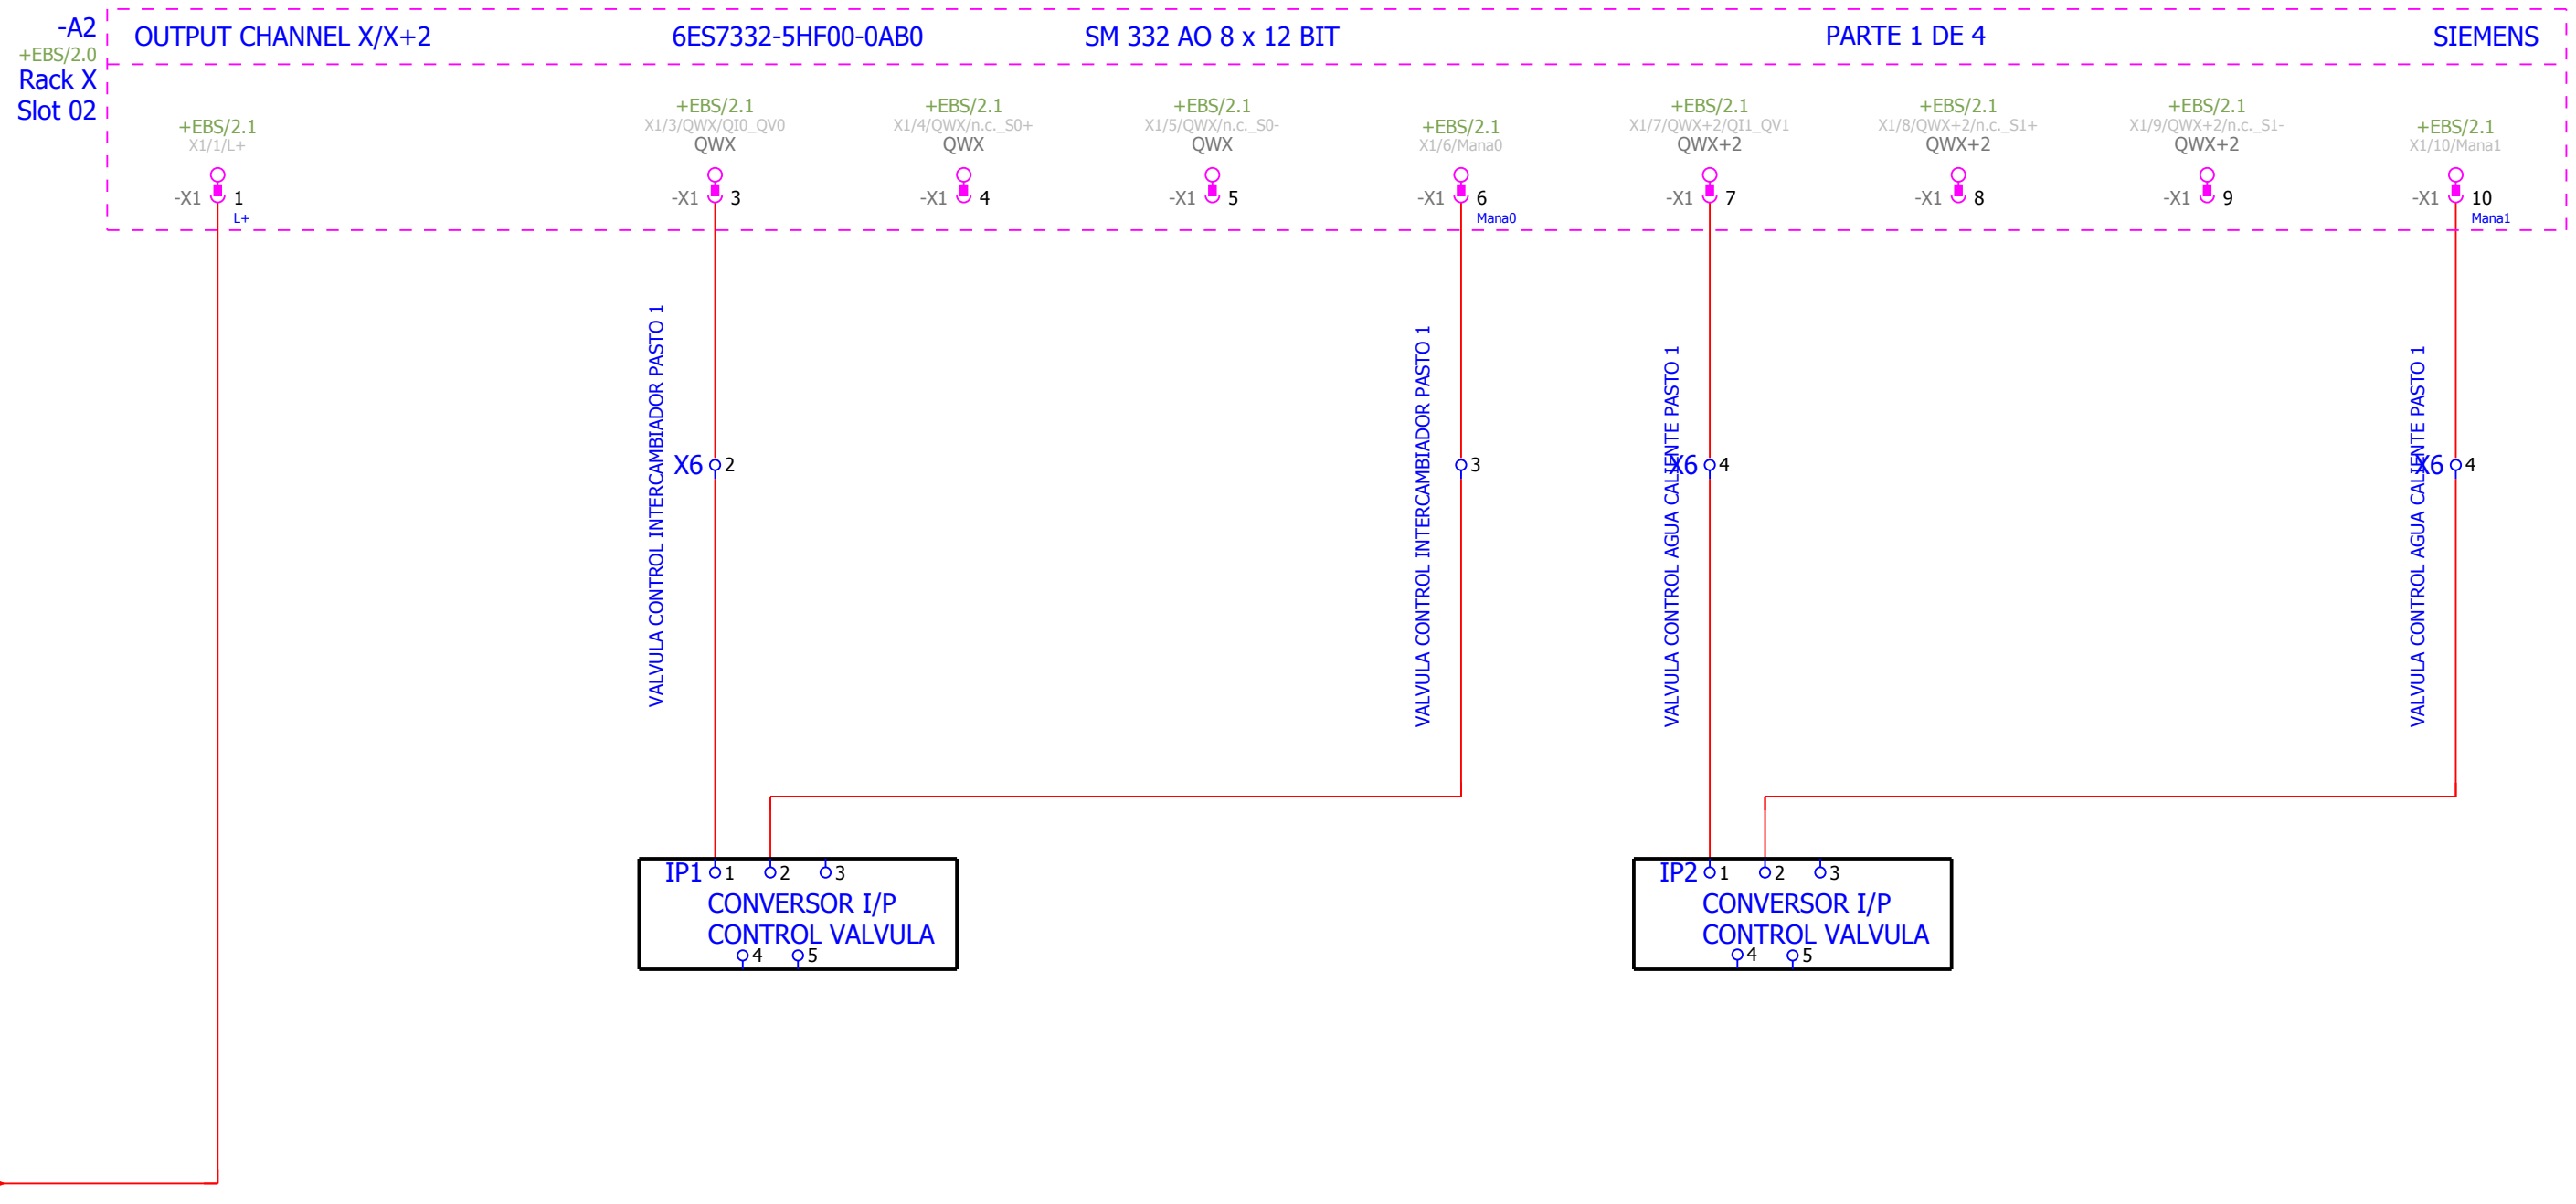 -A2
+EBS/2.0
Rack X
Slot 02
OUTPUT CHANNEL X/X+2 6ES7332-5HF00-0AB0 SM 332 AO 8 x 12 BIT PARTE 1 DE 4 SIEMENS
+EBS/2.1
X1/1/L+
-X1 1
L+
+EBS/2.1
X1/3/QWX/QI0_QV0
QWX
-X1 3
+EBS/2.1
X1/4/QWX/n.c._S0+
QWX
-X1 4
+EBS/2.1
X1/5/QWX/n.c._S0-
QWX
-X1 5
+EBS/2.1
X1/6/Mana0
-X1 6
Mana0
+EBS/2.1
X1/7/QWX+2/QI1_QV1
QWX+2
-X1 7
+EBS/2.1
X1/8/QWX+2/n.c._S1+
QWX+2
-X1 8
+EBS/2.1
X1/9/QWX+2/n.c._S1-
QWX+2
-X1 9
+EBS/2.1
X1/10/Mana1
-X1 10
Mana1
VALVULA CONTROL INTERCAMBIADOR PASTO 1
X6 2
VALVULA CONTROL INTERCAMBIADOR PASTO 1
3
VALVULA CONTROL AGUA CALIENTE PASTO 1
X6 4
VALVULA CONTROL AGUA CALIENTE PASTO 1
X6 4
IP1 1 2 3
CONVERSOR I/P
CONTROL VALVULA
4 5
IP2 1 2 3
CONVERSOR I/P
CONTROL VALVULA
4 5